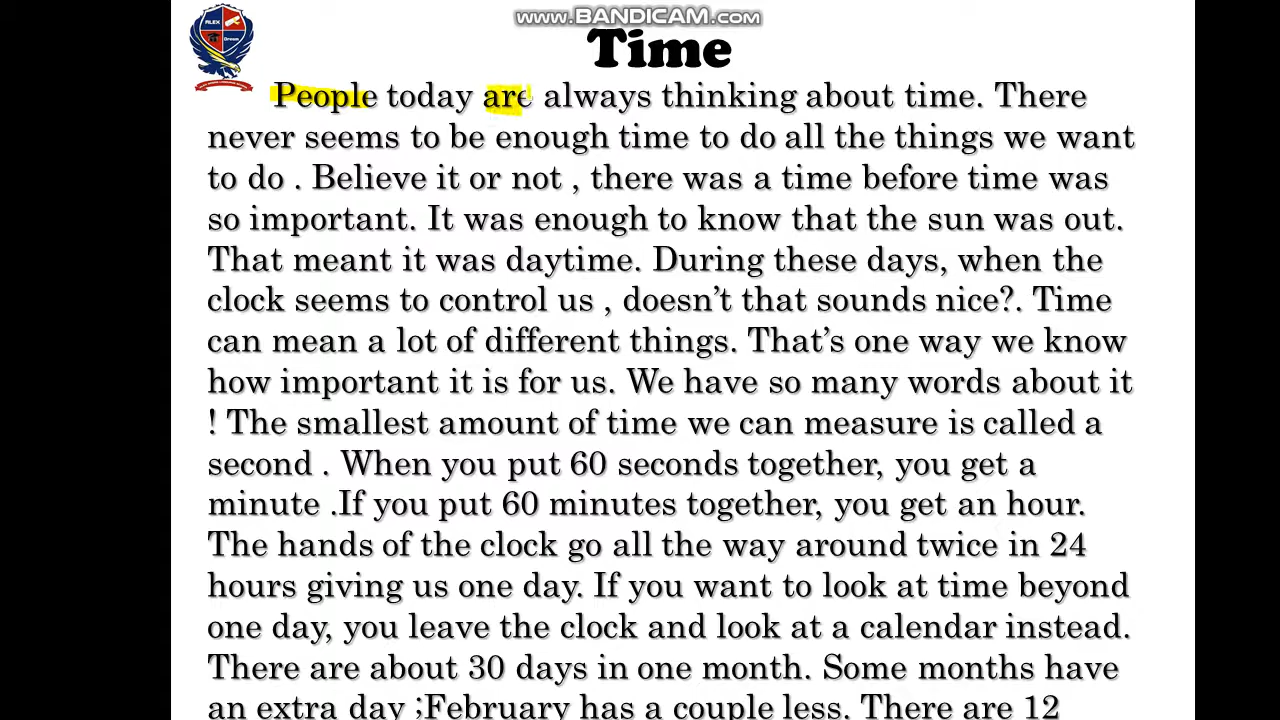 www.BANDICAM.com
ALEX
Dream
Time
People today are always thinking about time. There
never seems to be enough time to do all the things we want
to do . Believe it or not , there was a time before time was
so important. It was enough to know that the sun was out.
That meant it was daytime. During these days, when the
clock seems to control us , doesn’t that sounds nice?. Time
can mean a lot of different things. That’s one way we know
how important it is for us. We have so many words about it
! The smallest amount of time we can measure is called a
second . When you put 60 seconds together, you get a
minute .If you put 60 minutes together, you get an hour.
The hands of the clock go all the way around twice in 24
hours giving us one day. If you want to look at time beyond
one day, you leave the clock and look at a calendar instead.
There are about 30 days in one month. Some months have
an extra day ;February has a couple less. There are 12